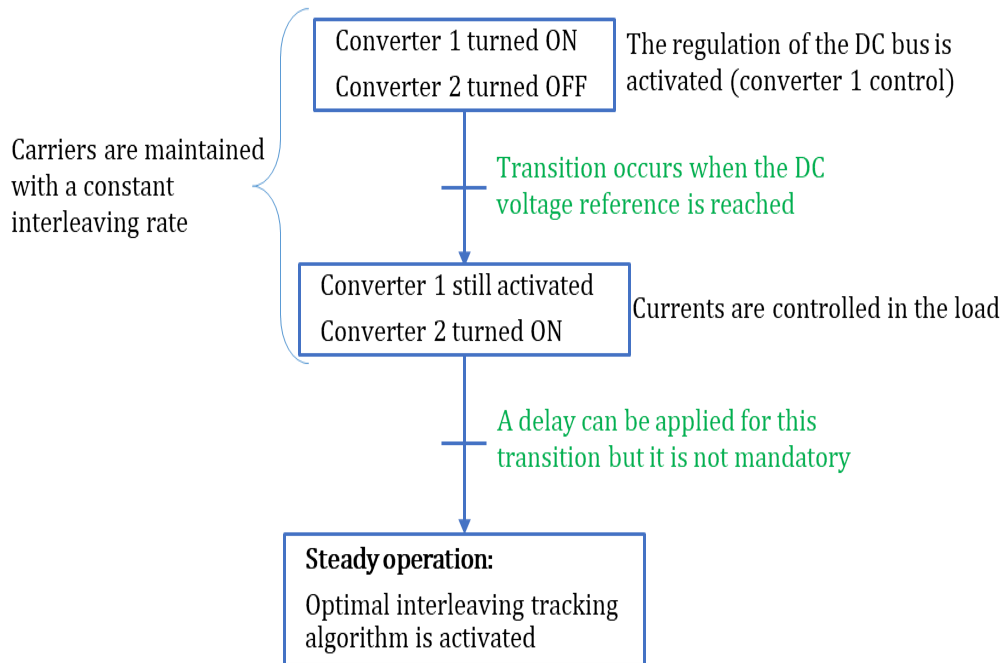 Converter 1 turned ON
Converter 2 turned OFF
The regulation of the DC bus is
activated (converter 1 control)
Carriers are maintained
with a constant
interleaving rate
Transition occurs when the DC
voltage reference is reached
Converter 1 still activated
Converter 2 turned ON
Currents are controlled in the load
A delay can be applied for this
transition but it is not mandatory
Steady operation:
Optimal interleaving tracking
algorithm is activated